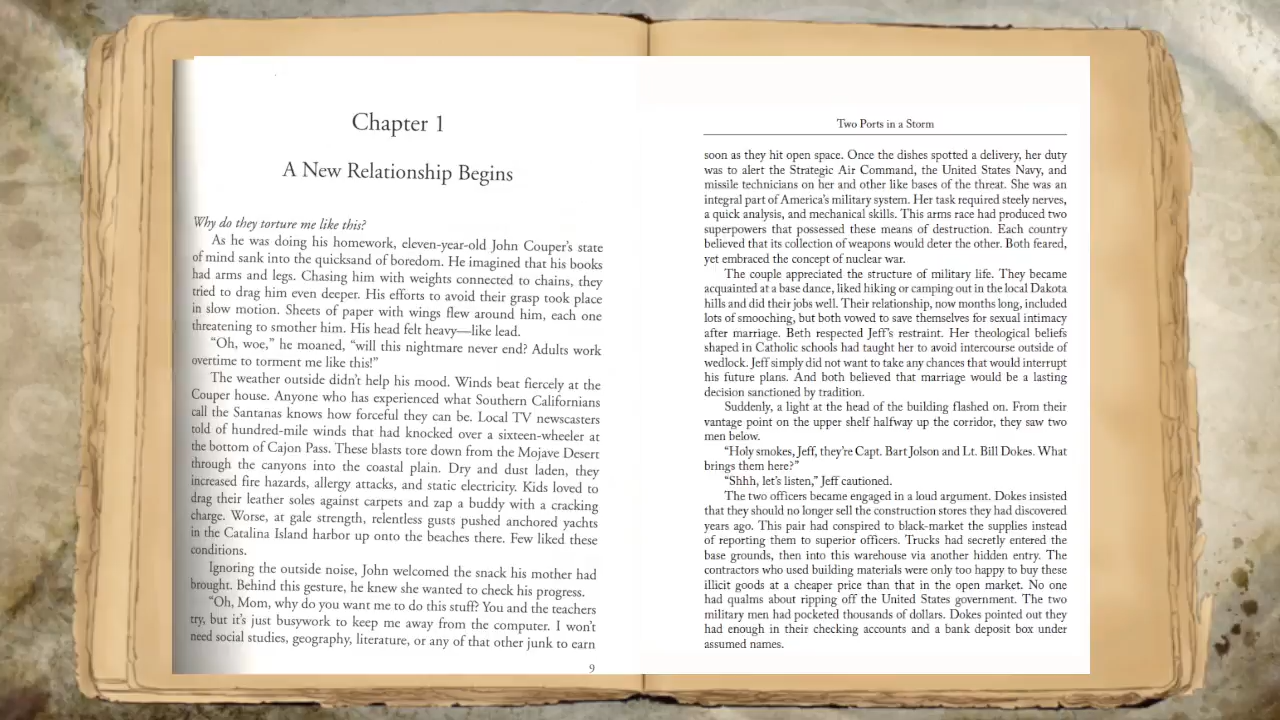 Chapter 1
A New Relationship Begins
Why do they torture me like this?
As he was doing his homework, eleven-year-old John Couper's state
of mind sank into the quicksand of boredom. He imagined that his books
had arms and legs. Chasing him with weights connected to chains, they
tried to drag him even deeper. His efforts to avoid their grasp took place
in slow motion. Sheets of paper with wings flew around him, each one
threatening to smother him. His head felt heavy—like lead.
"Oh, woe," he moaned, "will this nightmare never end? Adults work
overtime to torment me like this!"
The weather outside didn't help his mood. Winds beat fiercely at the
Couper house. Anyone who has experienced what Southern Californians
call the Santanas knows how forceful they can be. Local TV newscasters
told of hundred-mile winds that had knocked over a sixteen-wheeler at
the bottom of Cajon Pass. These blasts tore down from the Mojave Desert
through the canyons into the coastal plain. Dry and dust laden, they
increased fire hazards, allergy attacks, and static electricity. Kids loved to
drag their leather soles against carpets and zap a buddy with a cracking
charge. Worse, at gale strength, relentless gusts pushed anchored yachts
in the Catalina Island harbor up onto the beaches there. Few liked these
conditions.
Ignoring the outside noise, John welcomed the snack his mother had
brought. Behind this gesture, he knew she wanted to check his progress.
"Oh, Mom, why do you want me to do this stuff? You and the teachers
try, but it's just busywork to keep me away from the computer. I won't
need social studies, geography, literature, or any of that other junk to earn
9
Two Ports in a Storm
soon as they hit open space. Once the dishes spotted a delivery, her duty
was to alert the Strategic Air Command, the United States Navy, and
missile technicians on her and other like bases of the threat. She was an
integral part of America's military system. Her task required steely nerves,
a quick analysis, and mechanical skills. This arms race had produced two
superpowers that possessed these means of destruction. Each country
believed that its collection of weapons would deter the other. Both feared,
yet embraced the concept of nuclear war.
The couple appreciated the structure of military life. They became
acquainted at a base dance, liked hiking or camping out in the local Dakota
hills and did their jobs well. Their relationship, now months long, included
lots of smooching, but both vowed to save themselves for sexual intimacy
after marriage. Beth respected Jeff's restraint. Her theological beliefs
shaped in Catholic schools had taught her to avoid intercourse outside of
wedlock. Jeff simply did not want to take any chances that would interrupt
his future plans. And both believed that marriage would be a lasting
decision sanctioned by tradition.
Suddenly, a light at the head of the building flashed on. From their
vantage point on the upper shelf halfway up the corridor, they saw two
men below.
"Holy smokes, Jeff, they're Capt. Bart Jolson and Lt. Bill Dokes. What
brings them here?"
"Shhh, let's listen," Jeff cautioned.
The two officers became engaged in a loud argument. Dokes insisted
that they should no longer sell the construction stores they had discovered
years ago. This pair had conspired to black-market the supplies instead
of reporting them to superior officers. Trucks had secretly entered the
base grounds, then into this warehouse via another hidden entry. The
contractors who used building materials were only too happy to buy these
illicit goods at a cheaper price than that in the open market. No one
had qualms about ripping off the United States government. The two
military men had pocketed thousands of dollars. Dokes pointed out they
had enough in their checking accounts and a bank deposit box under
assumed names.